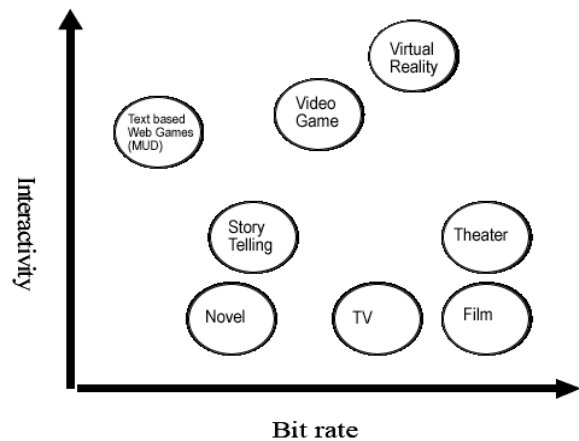 Virtual
Reality
Video
Game
Text based
Web Games
(MUD)
Interactivity
Story
Telling
Theater
Novel
TV
Film
Bit rate